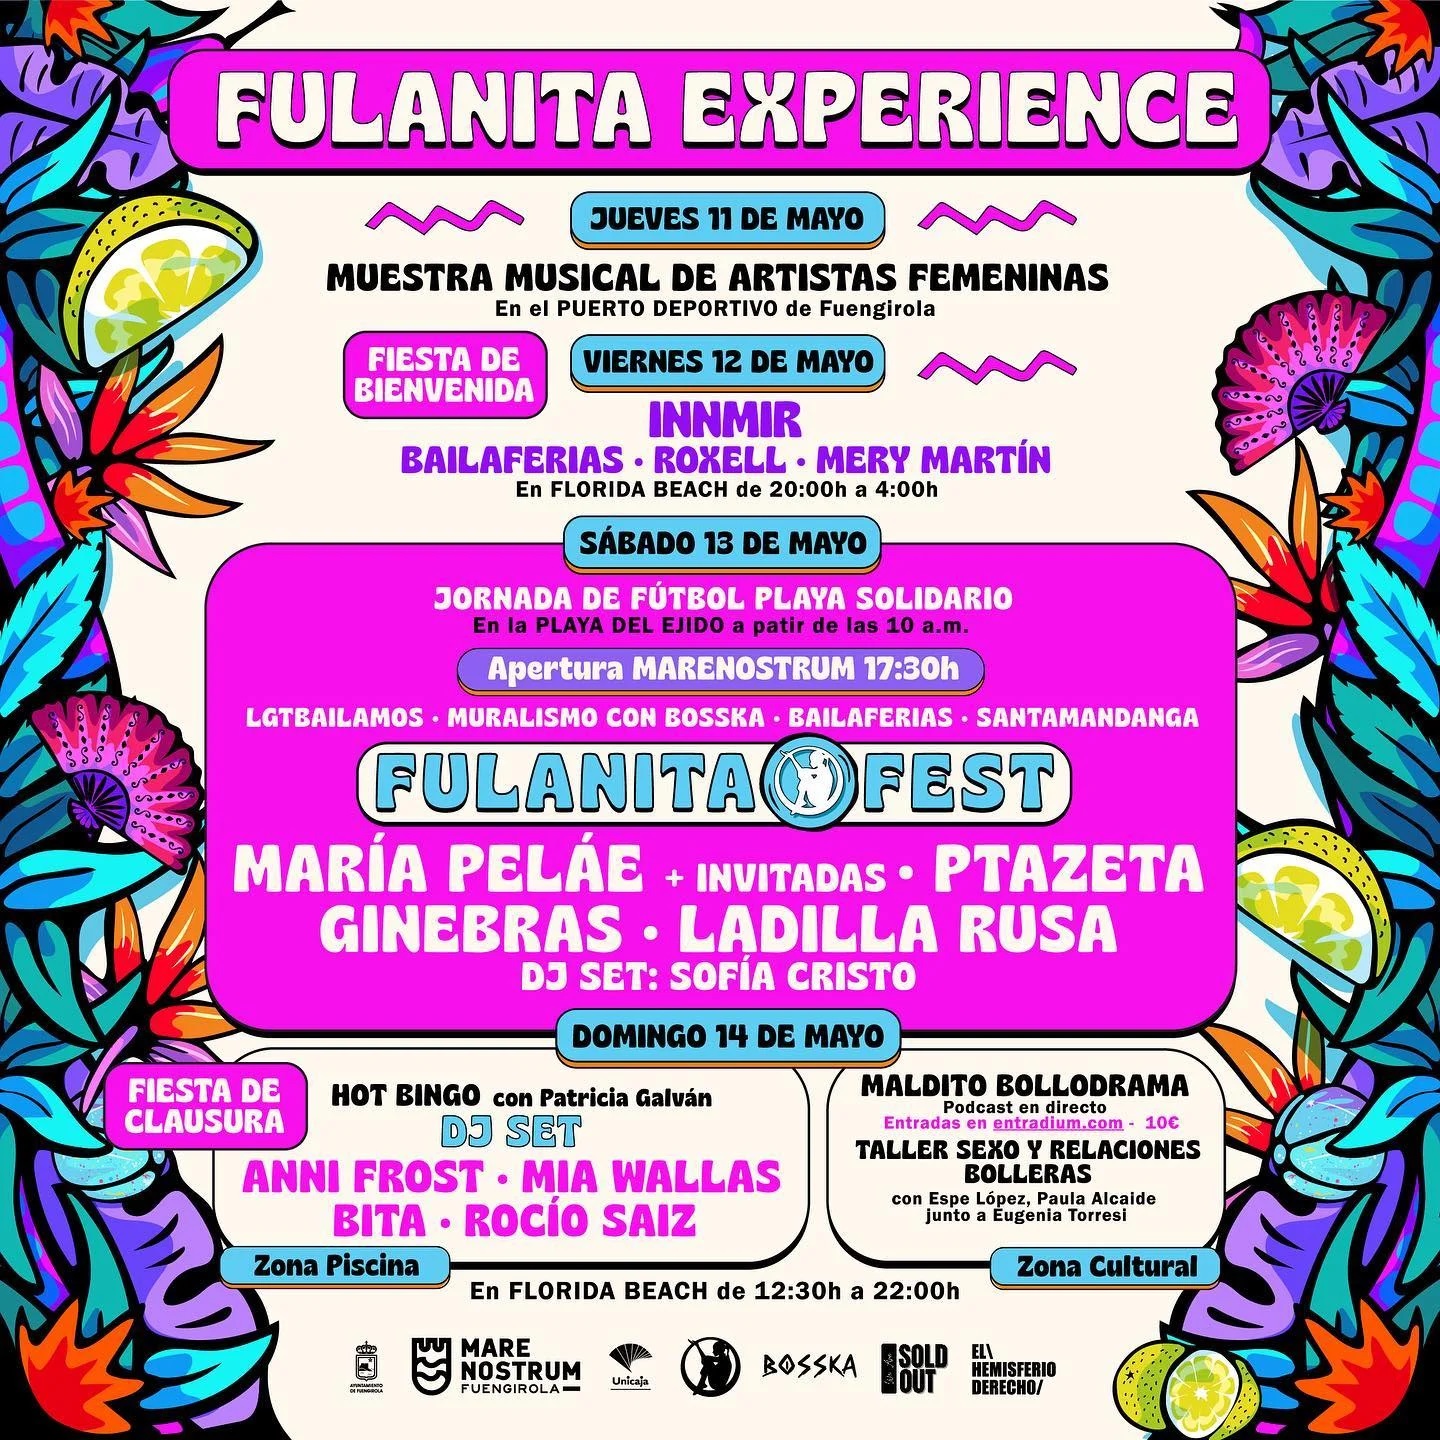 FULANITA EXPERIENCE
JUEVES 11 DE MAYO
MUESTRA MUSICAL DE ARTISTAS FEMENINAS
En el PUERTO DEPORTIVO de Fuengirola
FIESTA DE
BIENVENIDA
VIERNES 12 DE MAYO
INNMIR
BAILAFERIAS · ROXELL · MERY MARTÍN
En FLORIDA BEACH de 20:00h a 4:00h
SÁBADO 13 DE MAYO
JORNADA DE FÚTBOL PLAYA SOLIDARIO
En la PLAYA DEL EJIDO a patir de las 10 a.m.
Apertura MARENOSTRUM 17:30h
LGTBAILAMOS · MURALISMO CON BOSSKA · BAILAFERIAS · SANTAMANDANGA
FULANITA FEST
MARÍA PELÁE + INVITADAS · PTAZETA
GINEBRAS · LADILLA RUSA
DJ SET: SOFÍA CRISTO
DOMINGO 14 DE MAYO
FIESTA DE
CLAUSURA
HOT BINGO con Patricia Galván
DJ SET
ANNI FROST · MIA WALLAS
BITA · ROCÍO SAIZ
Zona Piscina
MALDITO BOLLODRAMA
Podcast en directo
Entradas en entradium.com - 10€
TALLER SEXO Y RELACIONES
BOLLERAS
con Espe López, Paula Alcaide
junto a Eugenia Torresi
Zona Cultural
En FLORIDA BEACH de 12:30h a 22:00h
AYUNTAMIENTO
DE FUENGIROLA
MARE
NOSTRUM
FUENGIROLA
Unicaja
BOSSKA
SOLD
OUT
EL\
HEMISFERIO
DERECHO/